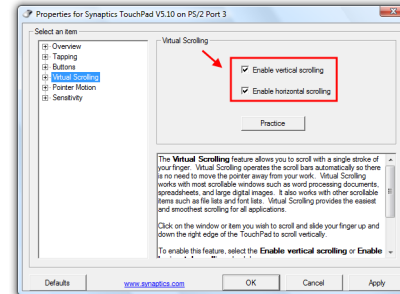 Properties for Synaptics TouchPad V5.10 on PS/2 Port 3
Select an item
Overview
Tapping
Buttons
Virtual Scrolling
Pointer Motion
Sensitivity
Virtual Scrolling
Enable vertical scrolling
Enable horizontal scrolling
Practice
The Virtual Scrolling feature allows you to scroll with a single stroke of
your finger. Virtual Scrolling operates the scroll bars automatically so there
is no need to move the pointer away from your work. Virtual Scrolling
works with most scrollable windows such as word processing documents,
spreadsheets, and large digital images. It also works with other scrollable
items such as file lists and font lists. Virtual Scrolling provides the easiest
and smoothest scrolling for all applications.
Click on the window or item you wish to scroll and slide your finger up and
down the right edge of the TouchPad to scroll vertically.
To enable this feature, select the Enable vertical scrolling or Enable
Defaults
www.synaptics.com
OK
Cancel
Apply